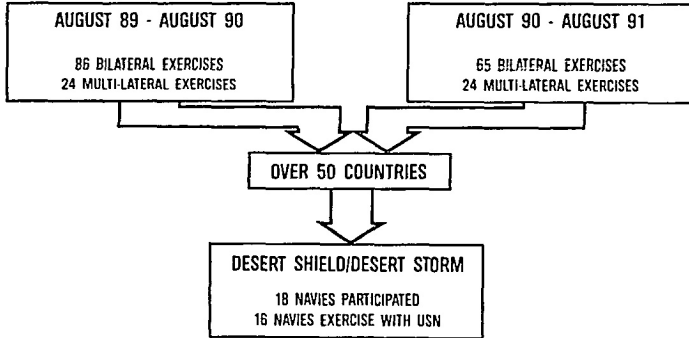 AUGUST 89 - AUGUST 90
86 BILATERAL EXERCISES
24 MULTI-LATERAL EXERCISES
AUGUST 90 - AUGUST 91
65 BILATERAL EXERCISES
24 MULTI-LATERAL EXERCISES
OVER 50 COUNTRIES
DESERT SHIELD/DESERT STORM
18 NAVIES PARTICIPATED
16 NAVIES EXERCISE WITH USN